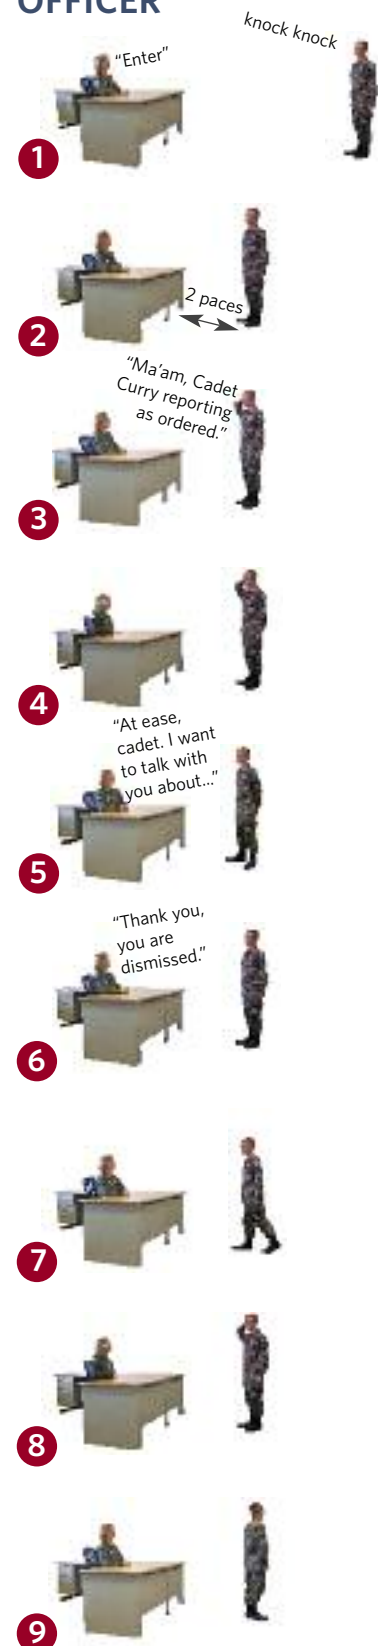 OFFICER
knock knock
“Enter”
1
2 paces
2
“Ma’am, Cadet
Curry reporting
as ordered.”
3
4
“At ease,
cadet. I want
to talk with
you about...”
5
“Thank you,
you are
dismissed.”
6
7
8
9